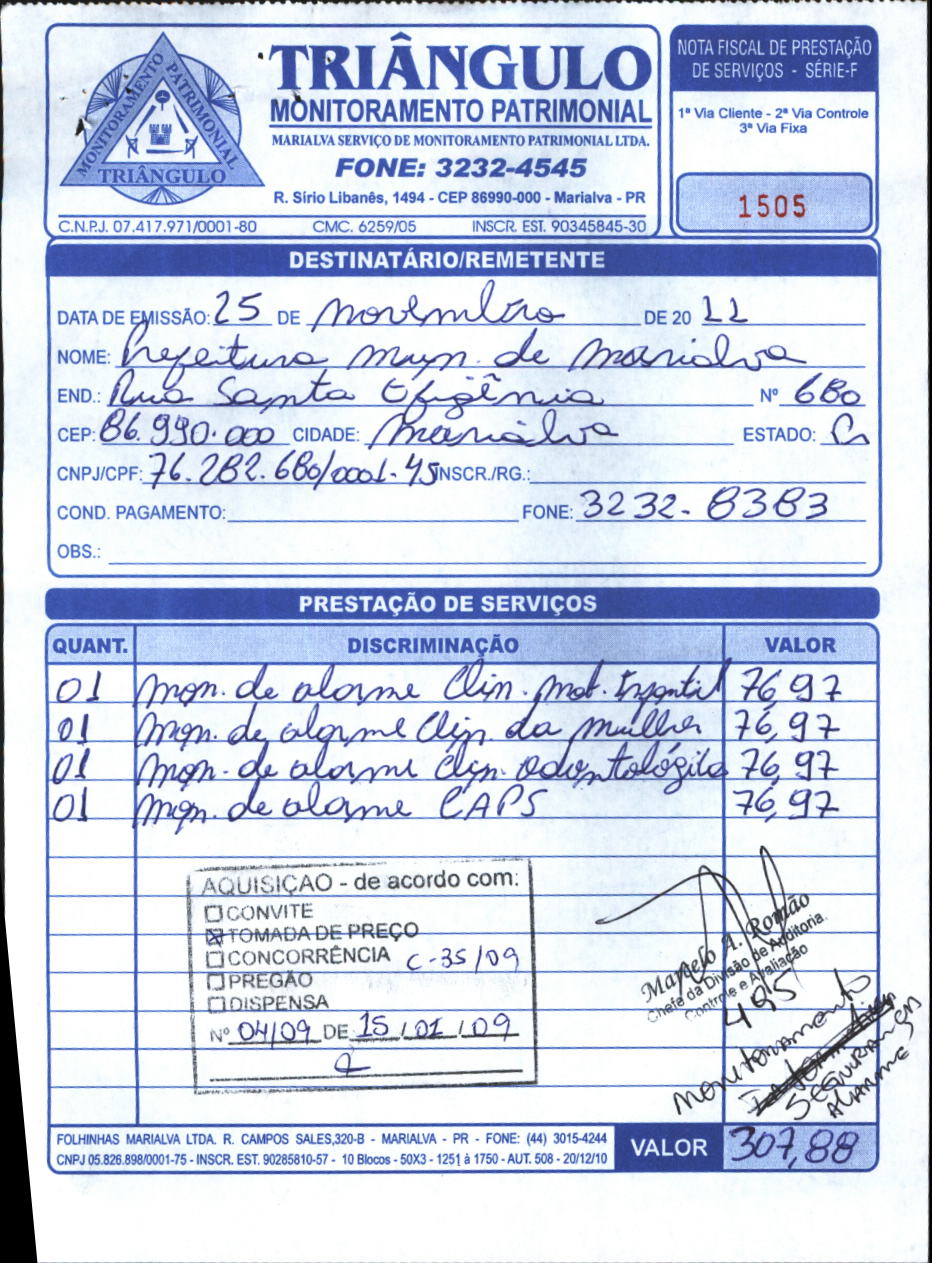 TRIÂNGULO
MONITORAMENTO PATRIMONIAL
MARIALVA SERVIÇO DE MONITORAMENTO PATRIMONIAL LTDA.
FONE: 3232-4545
R. Sírio Libanês, 1494 - CEP 86990-000 - Marialva - PR
MONITORAMENTO PATRIMONIAL
TRIÂNGULO
C.N.P.J. 07.417.971/0001-80 CMC. 6259/05 INSCR. EST. 90345845-30
NOTA FISCAL DE PRESTAÇÃO
DE SERVIÇOS - SÉRIE-F
1ª Via Cliente - 2ª Via Controle
3ª Via Fixa
1505
DESTINATÁRIO/REMETENTE
DATA DE EMISSÃO: 25 DE novembro DE 20 11
NOME: Prefeitura Mun. de Marialva
END.: Rua Santa Efigênia Nº 680
CEP: 86.990.000 CIDADE: Marialva ESTADO: Pr
CNPJ/CPF: 76.282.680/0001-45 INSCR./RG.:
COND. PAGAMENTO: FONE: 3232-8383
OBS.:
PRESTAÇÃO DE SERVIÇOS
QUANT. DISCRIMINAÇÃO VALOR
01 Mon. de alarme Clin. Mat. Infantil 76,97
01 Mon. de alarme Clin. da mulher 76,97
01 Mon. de alarme Clin. Odontológica 76,97
01 Mon. de alarme CAPS 76,97
AQUISIÇÃO - de acordo com:
CONVITE
TOMADA DE PREÇO
CONCORRÊNCIA C-35/09
PREGÃO
DISPENSA
Nº 04/09 DE 15 / 01 / 09
Marcelo A. Romão
Chefe da Divisão de Auditoria
Controle e Avaliação
495
Monitoramento
SEGURANÇA
ALARME
FOLHINHAS MARIALVA LTDA. R. CAMPOS SALES,320-B - MARIALVA - PR - FONE: (44) 3015-4244
CNPJ 05.826.898/0001-75 - INSCR. EST. 90285810-57 - 10 Blocos - 50X3 - 1251 à 1750 - AUT. 508 - 20/12/10
VALOR 307,88